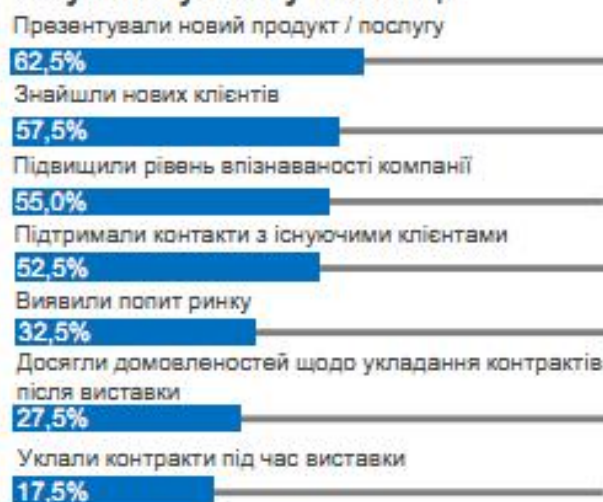 Презентували новий продукт / послугу
62,5%
Знайшли нових клієнтів
57,5%
Підвищили рівень впізнаваності компанії
55,0%
Підтримали контакти з існуючими клієнтами
52,5%
Виявили попит ринку
32,5%
Досягли домовленостей щодо укладання контрактів
після виставки
27,5%
Уклали контракти під час виставки
17,5%